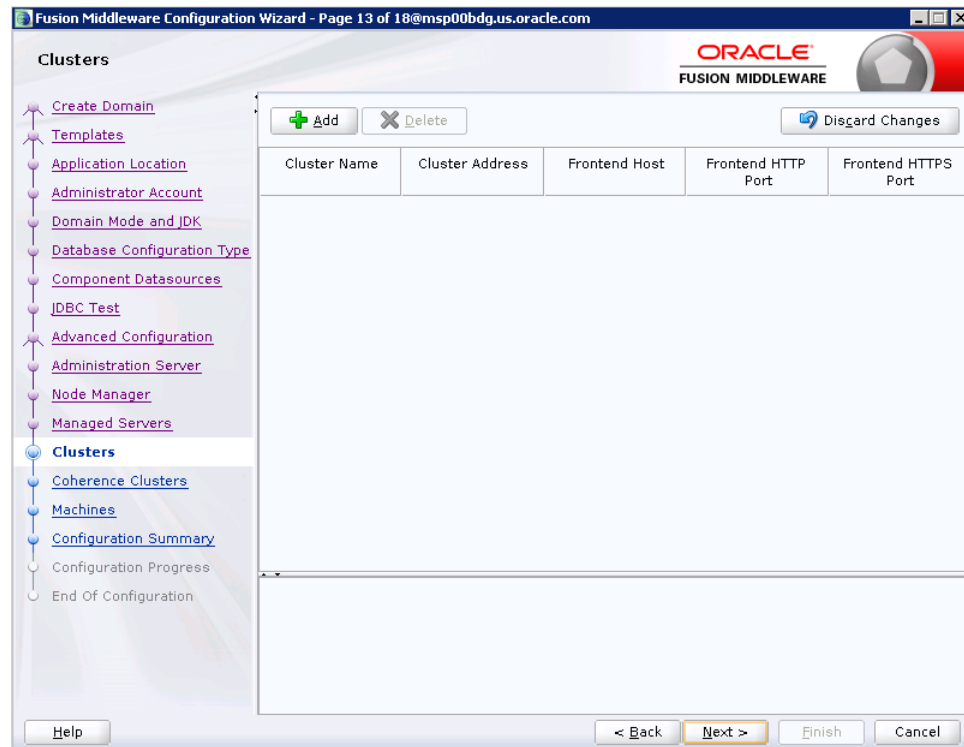 Fusion Middleware Configuration Wizard - Page 13 of 18@msp00bdg.us.oracle.com
Clusters
ORACLE
FUSION MIDDLEWARE
Create Domain
Templates
Application Location
Administrator Account
Domain Mode and JDK
Database Configuration Type
Component Datasources
JDBC Test
Advanced Configuration
Administration Server
Node Manager
Managed Servers
Clusters
Coherence Clusters
Machines
Configuration Summary
Configuration Progress
End Of Configuration
Add Delete Discard Changes
Cluster Name Cluster Address Frontend Host Frontend HTTP Port Frontend HTTPS Port
Help < Back Next > Finish Cancel